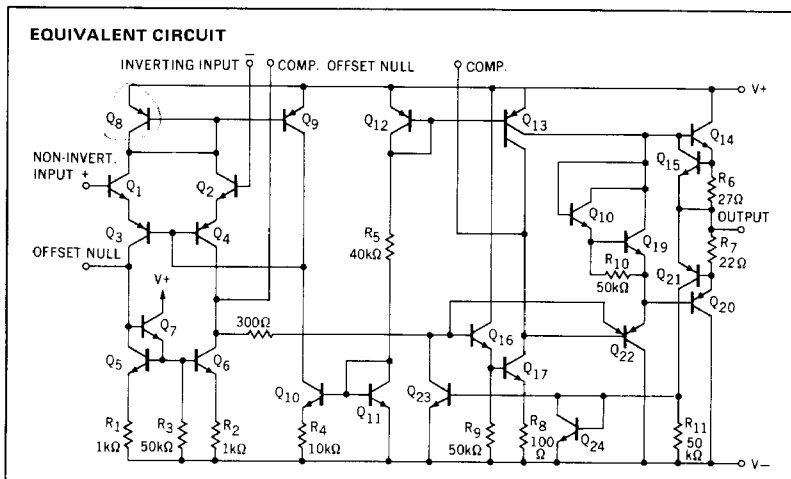 EQUIVALENT CIRCUIT
INVERTING INPUT –
COMP. OFFSET NULL
COMP.
V+
Q8
Q9
Q12
Q13
Q14
Q15
NON-INVERT.
INPUT +
Q1
Q2
R6
27Ω
Q10
OUTPUT
Q3
Q4
R5
40kΩ
Q19
R7
22Ω
OFFSET NULL
V+
R10
50kΩ
Q21
Q20
Q7
300Ω
Q16
Q22
Q5
Q6
Q17
Q10
Q11
Q23
R1
1kΩ
R3
50kΩ
R2
1kΩ
R4
10kΩ
R9
50kΩ
R8
100
Ω
Q24
R11
50
kΩ
V–